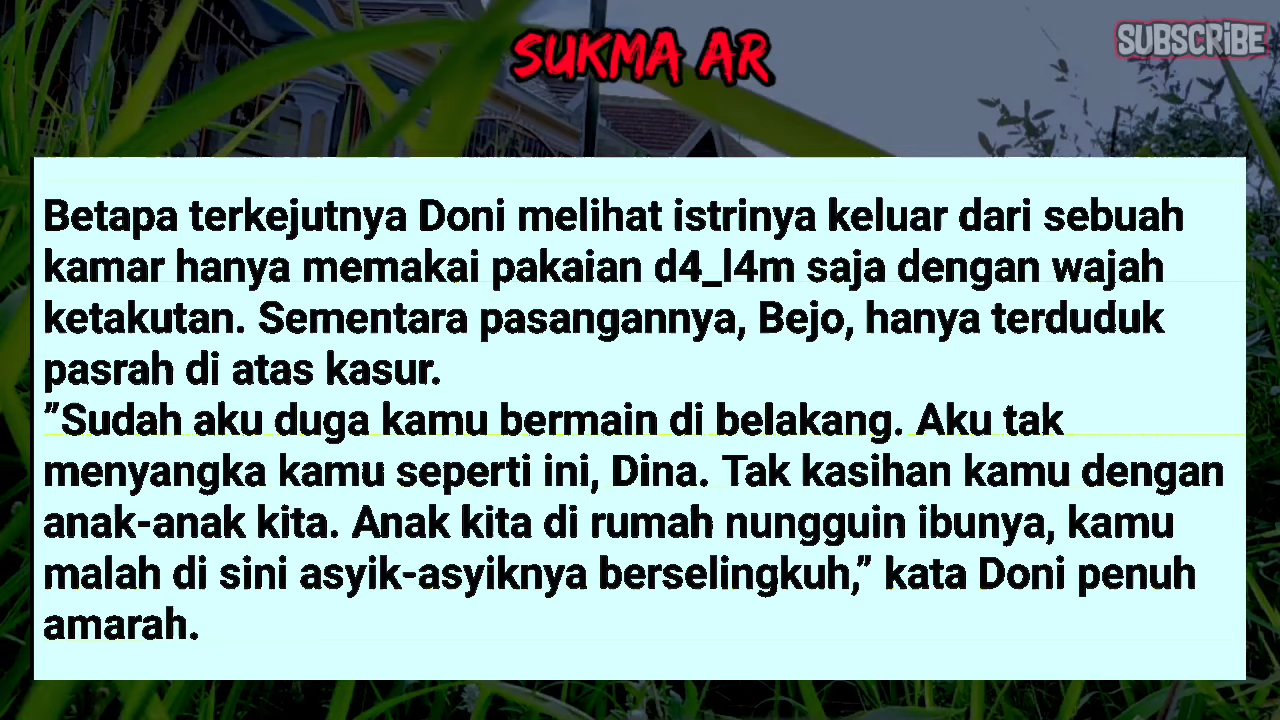 SUKMA AR
SUBSCRIBE
Betapa terkejutnya Doni melihat istrinya keluar dari sebuah
kamar hanya memakai pakaian d4_l4m saja dengan wajah
ketakutan. Sementara pasangannya, Bejo, hanya terduduk
pasrah di atas kasur.
”Sudah aku duga kamu bermain di belakang. Aku tak
menyangka kamu seperti ini, Dina. Tak kasihan kamu dengan
anak-anak kita. Anak kita di rumah nungguin ibunya, kamu
malah di sini asyik-asyiknya berselingkuh,” kata Doni penuh
amarah.